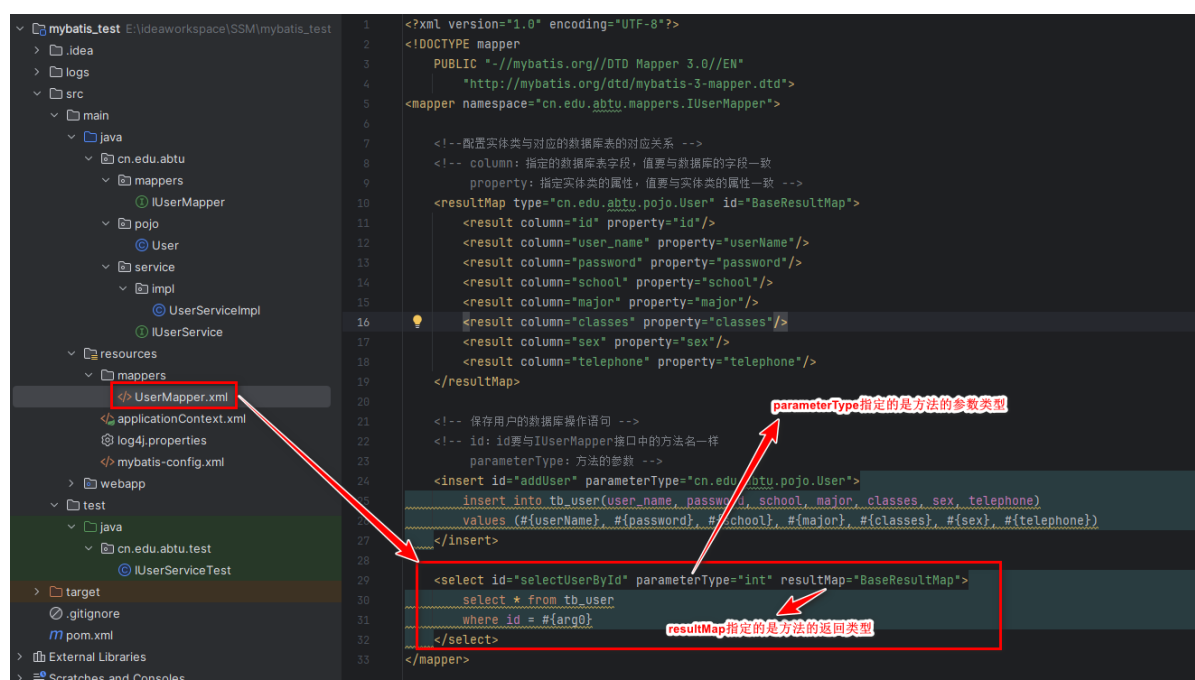 mybatis_test E:\ideaworkspace\SSM\mybatis_test
.idea
logs
src
main
java
cn.edu.abtu
mappers
IUserMapper
pojo
User
service
impl
UserServiceImpl
IUserService
resources
mappers
UserMapper.xml
applicationContext.xml
log4j.properties
mybatis-config.xml
webapp
test
java
cn.edu.abtu.test
IUserServiceTest
target
.gitignore
pom.xml
External Libraries
Scratches and Consoles
1 <?xml version="1.0" encoding="UTF-8"?>
2 <!DOCTYPE mapper
3 PUBLIC "-//mybatis.org//DTD Mapper 3.0//EN"
4 "http://mybatis.org/dtd/mybatis-3-mapper.dtd">
5 <mapper namespace="cn.edu.abtu.mappers.IUserMapper">
6
7 <!--配置实体类与对应的数据库表的对应关系 -->
8 <!-- column：指定的数据库表字段，值要与数据库的字段一致
9 property：指定实体类的属性，值要与实体类的属性一致 -->
10 <resultMap type="cn.edu.abtu.pojo.User" id="BaseResultMap">
11 <result column="id" property="id"/>
12 <result column="user_name" property="userName"/>
13 <result column="password" property="password"/>
14 <result column="school" property="school"/>
15 <result column="major" property="major"/>
16 <result column="classes" property="classes"/>
17 <result column="sex" property="sex"/>
18 <result column="telephone" property="telephone"/>
19 </resultMap>
20
parameterType指定的是方法的参数类型
21 <!-- 保存用户的数据库操作语句 -->
22 <!-- id：id要与IUserMapper接口中的方法名一样
23 parameterType：方法的参数 -->
24 <insert id="addUser" parameterType="cn.edu.abtu.pojo.User">
25 insert into tb_user(user_name, password, school, major, classes, sex, telephone)
26 values (#{userName}, #{password}, #{school}, #{major}, #{classes}, #{sex}, #{telephone})
27 </insert>
28
29 <select id="selectUserById" parameterType="int" resultMap="BaseResultMap">
30 select * from tb_user
31 where id = #{arg0}
resultMap指定的是方法的返回类型
32 </select>
33 </mapper>